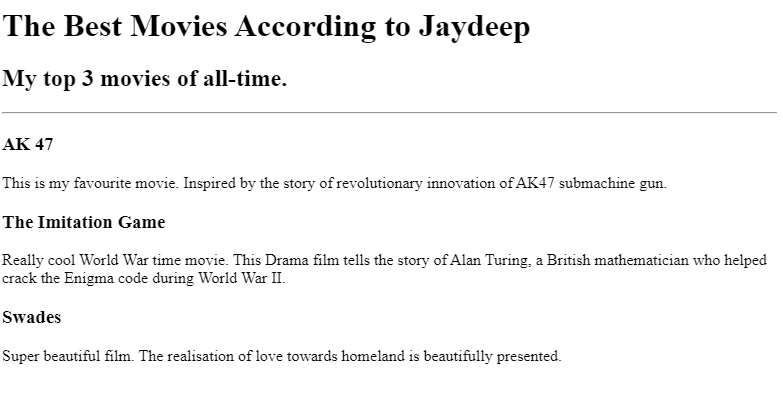 The Best Movies According to Jaydeep
My top 3 movies of all-time.
AK 47
This is my favourite movie. Inspired by the story of revolutionary innovation of AK47 submachine gun.
The Imitation Game
Really cool World War time movie. This Drama film tells the story of Alan Turing, a British mathematician who helped
crack the Enigma code during World War II.
Swades
Super beautiful film. The realisation of love towards homeland is beautifully presented.